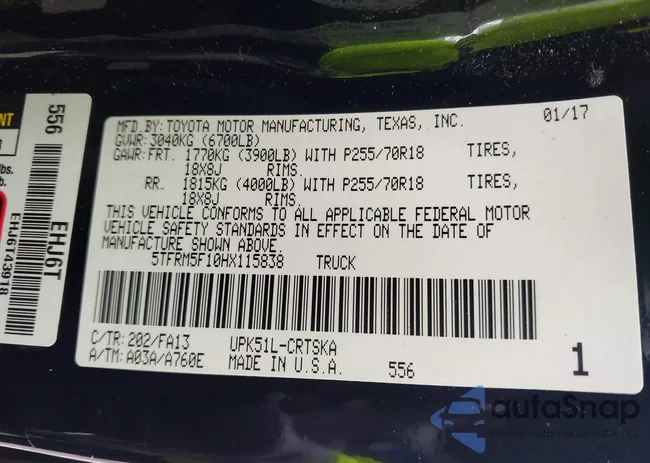 MFD.BY: TOYOTA MOTOR MANUFACTURING, TEXAS, INC. 01/17
GVWR: 3040KG (6700LB)
GAWR: FRT. 1770KG (3900LB) WITH P255/70R18 TIRES,
18X8J RIMS.
RR. 1815KG (4000LB) WITH P255/70R18 TIRES,
18X8J RIMS.
THIS VEHICLE CONFORMS TO ALL APPLICABLE FEDERAL MOTOR
VEHICLE SAFETY STANDARDS IN EFFECT ON THE DATE OF
MANUFACTURE SHOWN ABOVE.
5TFRM5F10HX115838 TRUCK
C/TR: 202/FA13 UPK51L-CRTSKA
A/TM: A03A/A760E MADE IN U.S.A. 556 1
556
EHJ6T
EHJ6T143918
lbs.
autoSnap